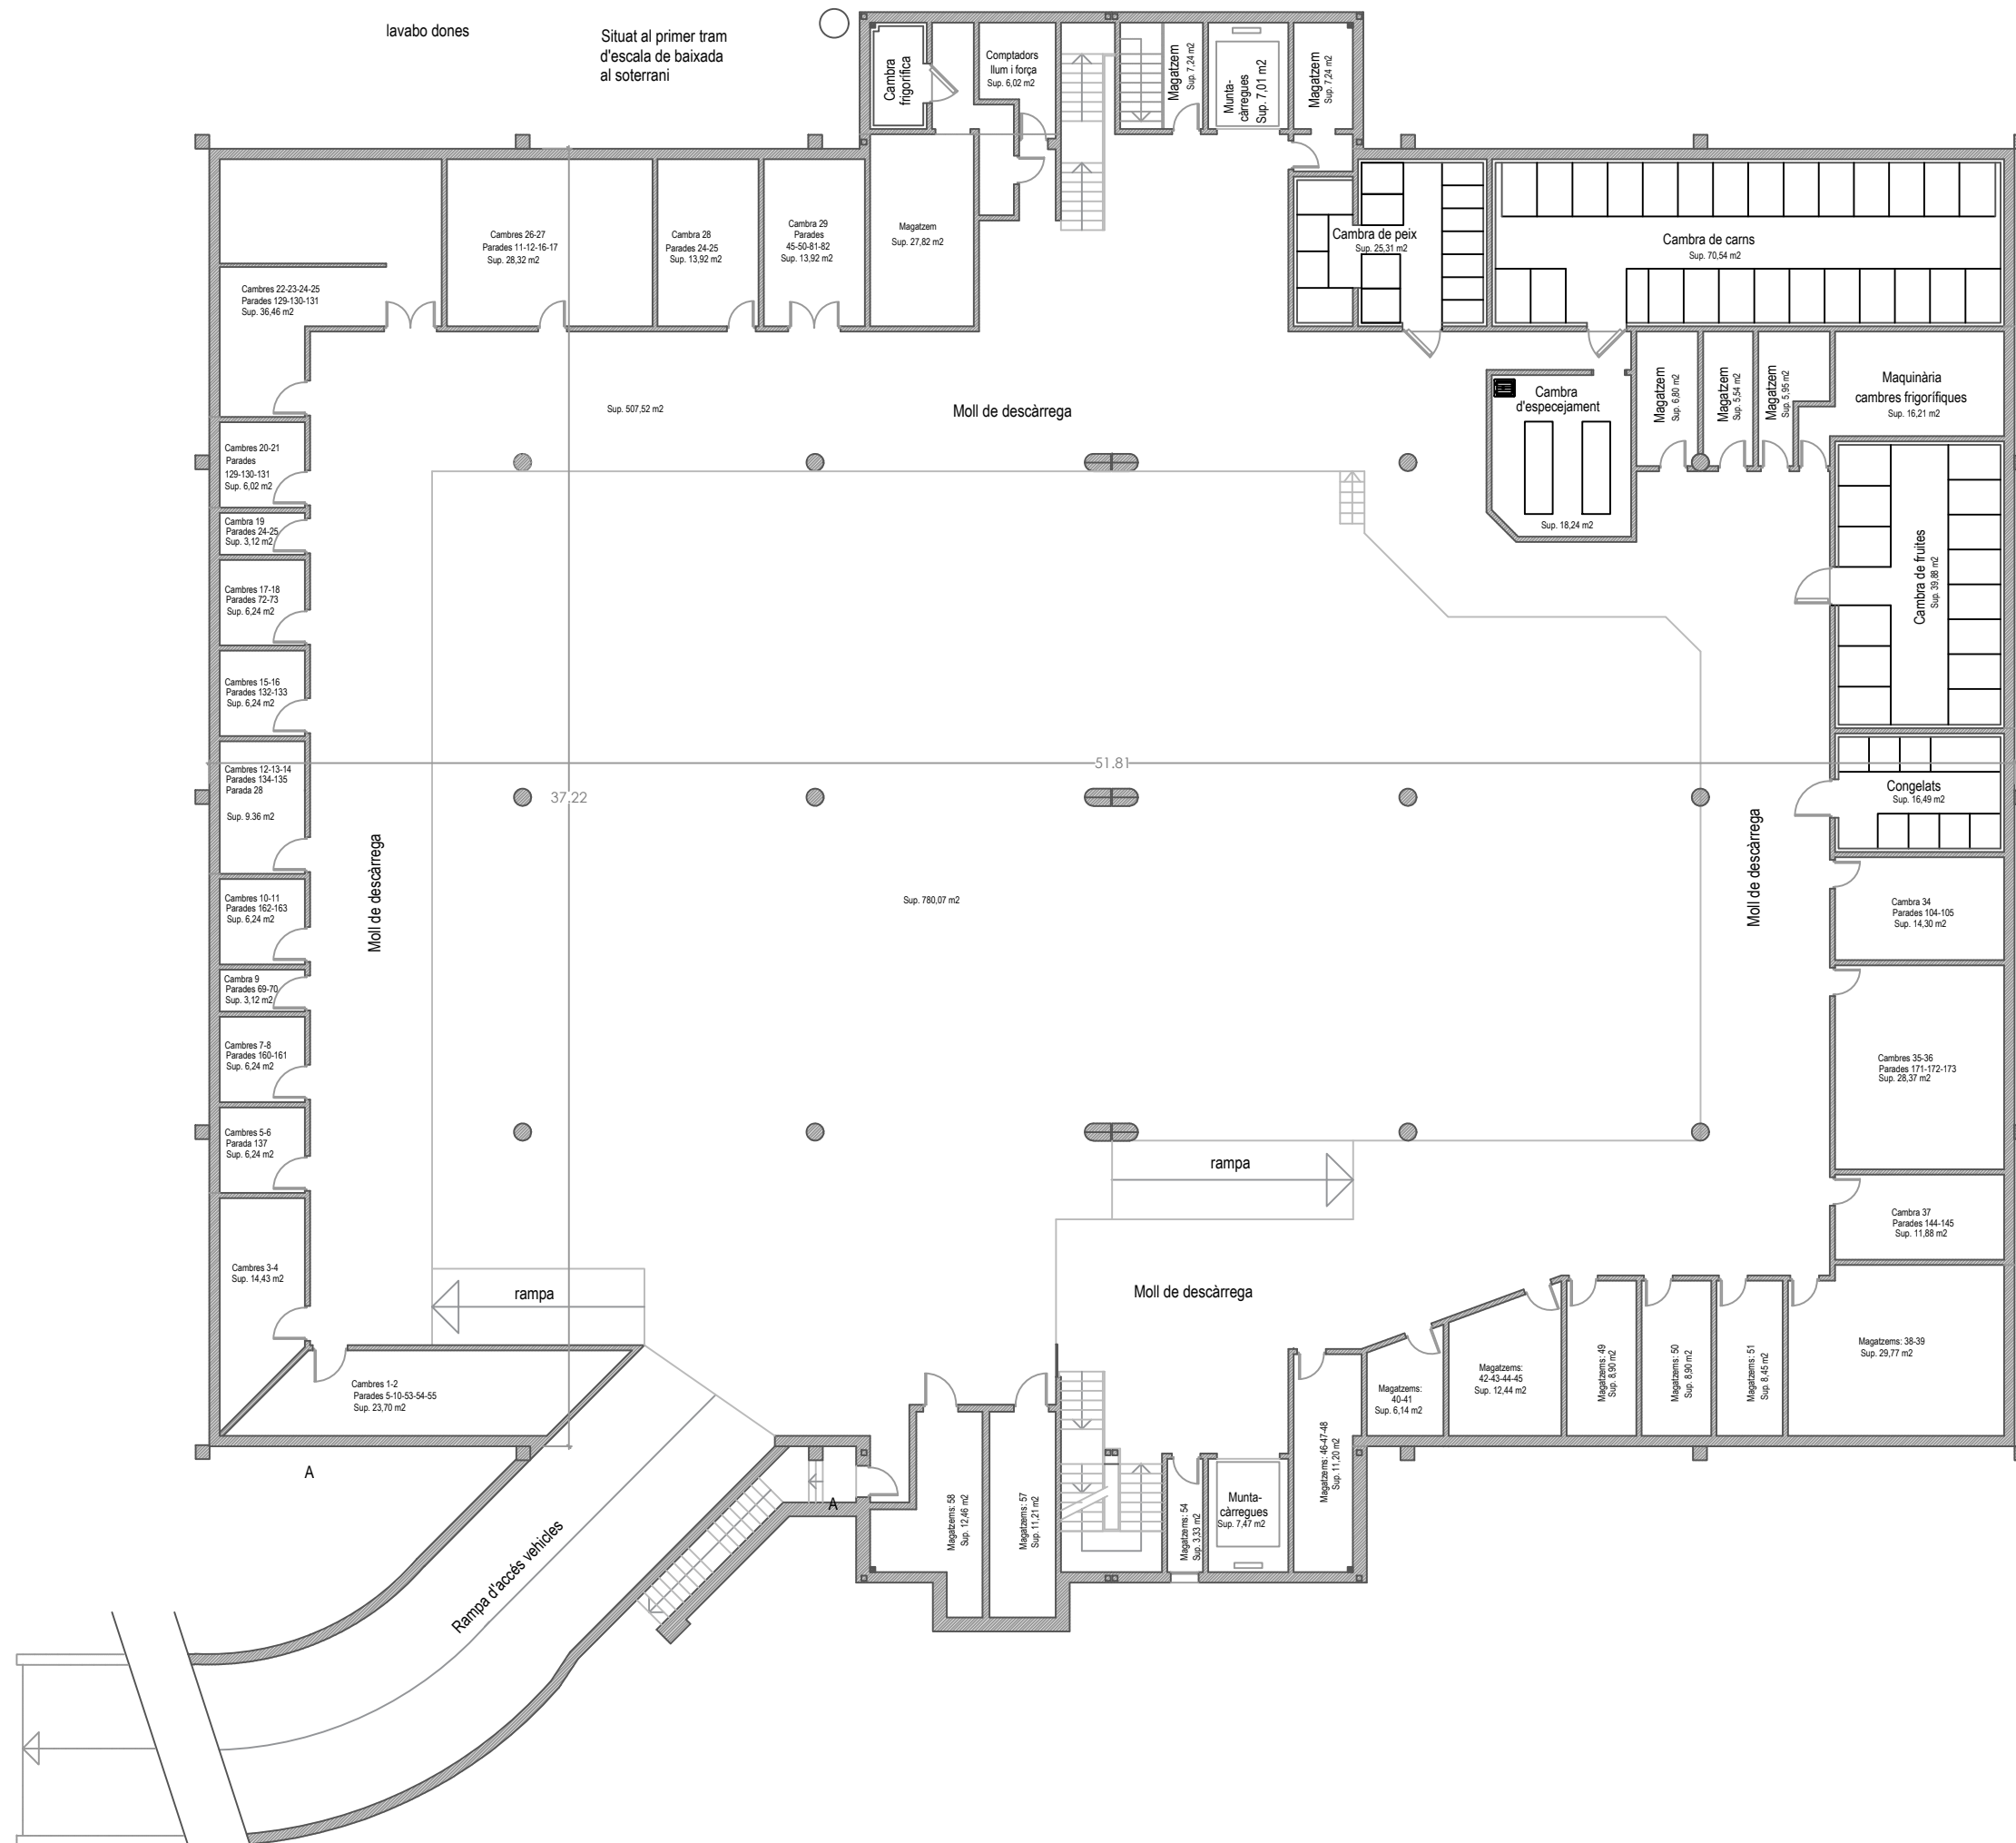 lavabo dones
Situat al primer tram
d'escala de baixada
al soterrani
Cambra
frigorífica
Comptadors
llum i força
Sup. 6,02 m2
Magatzem
Sup. 7,24 m2
Munta-
càrregues
Sup. 7,01 m2
Magatzem
Sup. 7,24 m2
Cambres 22-23-24-25
Parades 129-130-131
Sup. 36,46 m2
Cambres 26-27
Parades 11-12-16-17
Sup. 28,32 m2
Cambra 28
Parades 24-25
Sup. 13,92 m2
Cambra 29
Parades
45-50-81-82
Sup. 13,92 m2
Magatzem
Sup. 27,82 m2
Cambra de peix
Sup. 25,31 m2
Cambra de carns
Sup. 70,54 m2
Sup. 507,52 m2
Moll de descàrrega
Cambra
d'especejament
Sup. 18,24 m2
Magatzem
Sup. 6,80 m2
Magatzem
Sup. 5,54 m2
Magatzem
Sup. 5,95 m2
Maquinària
cambres frigorífiques
Sup. 16,21 m2
Cambres 20-21
Parades
129-130-131
Sup. 6,02 m2
Cambra 19
Parades 24-25
Sup. 3,12 m2
Cambres 17-18
Parades 72-73
Sup. 6,24 m2
Cambra de fruites
Sup. 39,88 m2
Cambres 15-16
Parades 132-133
Sup. 6,24 m2
Cambres 12-13-14
Parades 134-135
Parada 28
Sup. 9.36 m2
51.81
37.22
Congelats
Sup. 16,49 m2
Moll de descàrrega
Moll de descàrrega
Sup. 780,07 m2
Cambres 10-11
Parades 162-163
Sup. 6,24 m2
Cambra 34
Parades 104-105
Sup. 14,30 m2
Cambra 9
Parades 69-70
Sup. 3,12 m2
Cambres 7-8
Parades 160-161
Sup. 6,24 m2
Cambres 35-36
Parades 171-172-173
Sup. 28,37 m2
Cambres 5-6
Parada 137
Sup. 6,24 m2
rampa
Cambra 37
Parades 144-145
Sup. 11,88 m2
Cambres 3-4
Sup. 14,43 m2
rampa
Moll de descàrrega
Cambres 1-2
Parades 5-10-53-54-55
Sup. 23,70 m2
Magatzems:
40-41
Sup. 6,14 m2
Magatzems:
42-43-44-45
Sup. 12,44 m2
Magatzems: 49
Sup. 8,90 m2
Magatzems: 50
Sup. 8,90 m2
Magatzems: 51
Sup. 8,45 m2
Magatzems: 38-39
Sup. 29,77 m2
A
A
Magatzems: 58
Sup. 12,46 m2
Magatzems: 57
Sup. 11,21 m2
Magatzems: 54
Sup. 3,33 m2
Munta-
càrregues
Sup. 7,47 m2
Magatzems: 46-47-48
Sup. 11,20 m2
Rampa d'accés vehicles